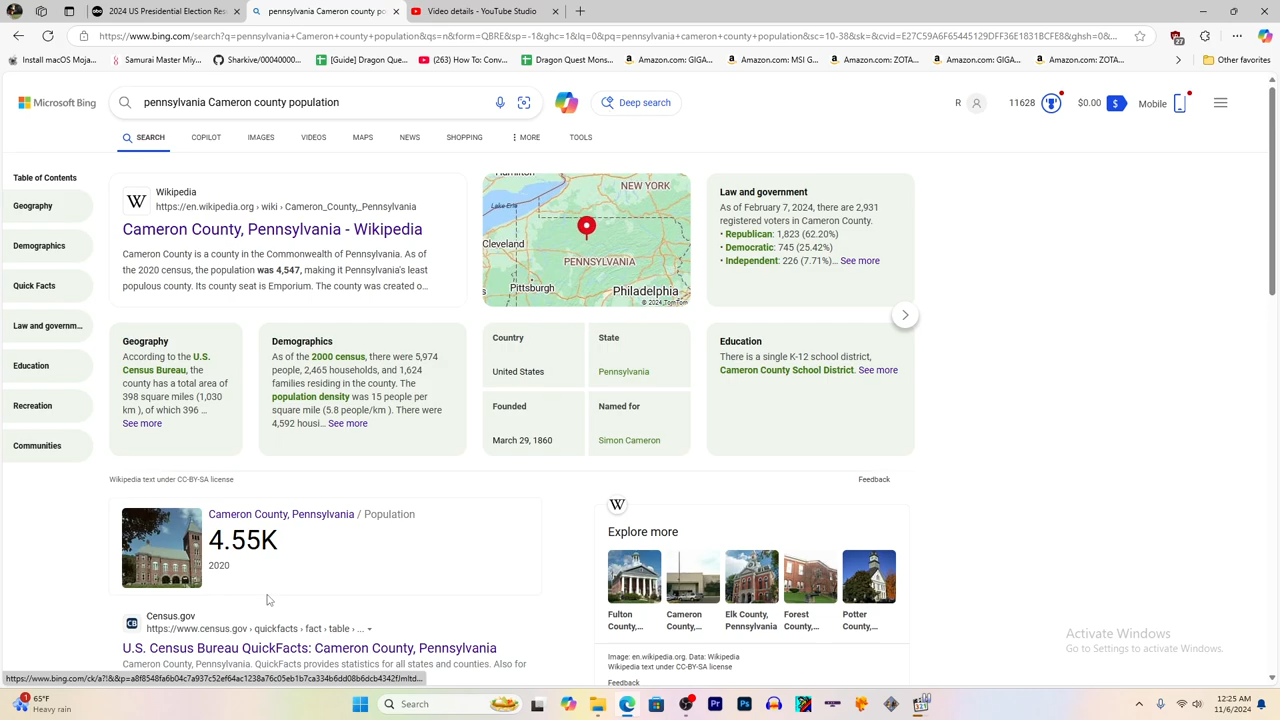 abc 2024 US Presidential Election Re
pennsylvania cameron county po
Video details - YouTube Studio
https://www.bing.com/search?q=pennsylvania+Cameron+county+population&qs=n&form=QBRE&sp=-1&ghc=1&lq=0&pq=pennsylvania+cameron+county+population&sc=10-38&sk=&cvid=E27C59A6F65445129DFF36E1831BCFE8&ghsh=0&...
27
Install macOS Moja...
Samurai Master Miy...
Sharkive/00040000...
[Guide] Dragon Que...
(263) How To: Conv...
Dragon Quest Mons...
Amazon.com: GIGA...
Amazon.com: MSI G...
Amazon.com: ZOTA...
Amazon.com: GIGA...
Amazon.com: ZOTA...
Other favorites
Microsoft Bing
pennsylvania Cameron county population
Deep search
R
11628
$0.00
Mobile
SEARCH
COPILOT
IMAGES
VIDEOS
MAPS
NEWS
SHOPPING
MORE
TOOLS
Table of Contents
Geography
Demographics
Quick Facts
Law and governm...
Education
Recreation
Communities
W
Wikipedia
https://en.wikipedia.org › wiki › Cameron_County,_Pennsylvania
Cameron County, Pennsylvania - Wikipedia
Cameron County is a county in the Commonwealth of Pennsylvania. As of
the 2020 census, the population was 4,547, making it Pennsylvania's least
populous county. Its county seat is Emporium. The county was created o...
Hamilton
NEW YORK
Lake Erie
Cleveland
PENNSYLVANIA
Pittsburgh
Philadelphia
© 2024 TomTom
Law and government
As of February 7, 2024, there are 2,931
registered voters in Cameron County.
• Republican: 1,823 (62.20%)
• Democratic: 745 (25.42%)
• Independent: 226 (7.71%)... See more
Geography
According to the U.S.
Census Bureau, the
county has a total area of
398 square miles (1,030
km ), of which 396 ...
See more
Demographics
As of the 2000 census, there were 5,974
people, 2,465 households, and 1,624
families residing in the county. The
population density was 15 people per
square mile (5.8 people/km ). There were
4,592 housi... See more
Country
United States
State
Pennsylvania
Founded
March 29, 1860
Named for
Simon Cameron
Education
There is a single K-12 school district,
Cameron County School District. See more
Wikipedia text under CC-BY-SA license
Feedback
Cameron County, Pennsylvania / Population
4.55K
2020
CB
Census.gov
https://www.census.gov › quickfacts › fact › table › ...
U.S. Census Bureau QuickFacts: Cameron County, Pennsylvania
Cameron County, Pennsylvania. QuickFacts provides statistics for all states and counties. Also for
W
Explore more
Fulton County,...
Cameron County,...
Elk County, Pennsylvania
Forest County,...
Potter County,...
Image: en.wikipedia.org. Data: Wikipedia
Wikipedia text under CC-BY-SA license
Feedback
Activate Windows
Go to Settings to activate Windows.
1
65°F
Heavy rain
Search
Pr
Ps
12:25 AM
11/6/2024